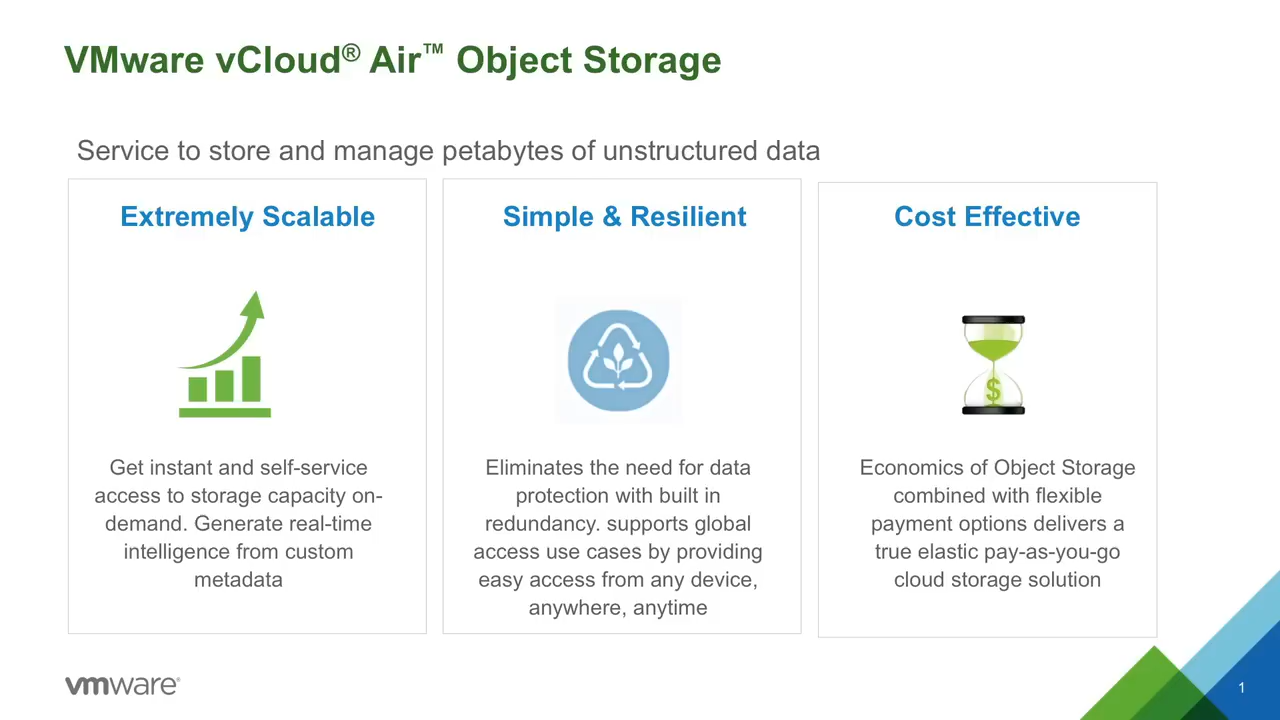 VMware vCloud® Air™ Object Storage
Service to store and manage petabytes of unstructured data
Extremely Scalable
Get instant and self-service
access to storage capacity on-
demand. Generate real-time
intelligence from custom
metadata
Simple & Resilient
Eliminates the need for data
protection with built in
redundancy. supports global
access use cases by providing
easy access from any device,
anywhere, anytime
Cost Effective
$
Economics of Object Storage
combined with flexible
payment options delivers a
true elastic pay-as-you-go
cloud storage solution
vmware®
1